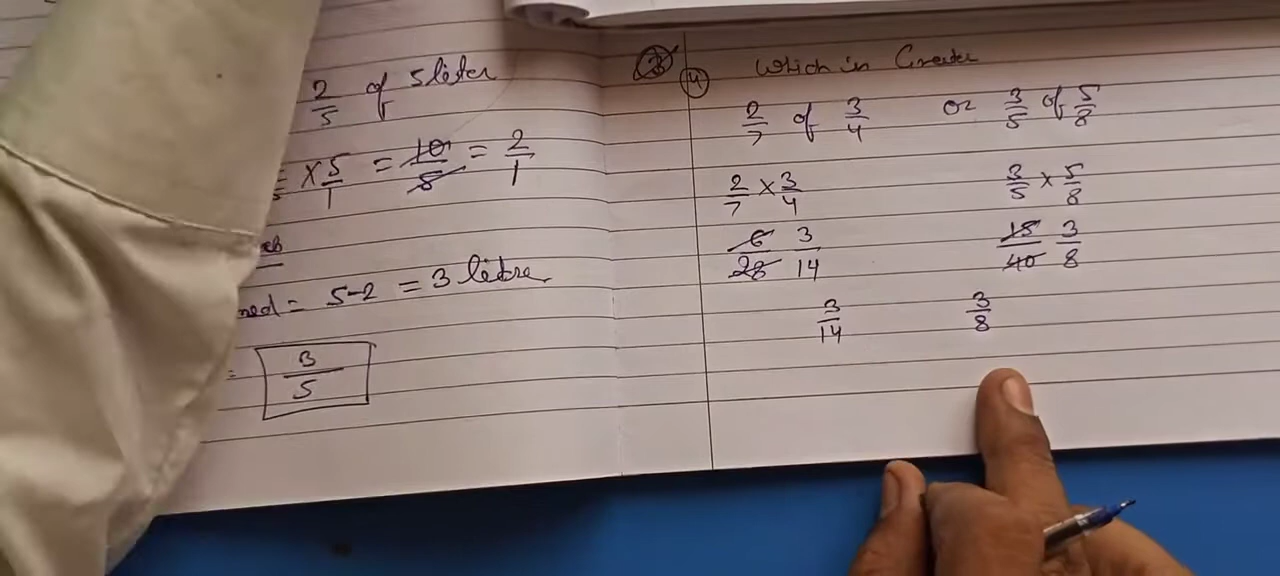 2/5 of 5 liter
× 5/1 = 10/5 = 2/1
= 5-2 = 3 litre
= 3/5
④ Which in Greater
2/7 of 3/4 or 3/5 of 5/8
2/7 × 3/4 3/5 × 5/8
6/28 3/14 15/40 3/8
3/14 3/8